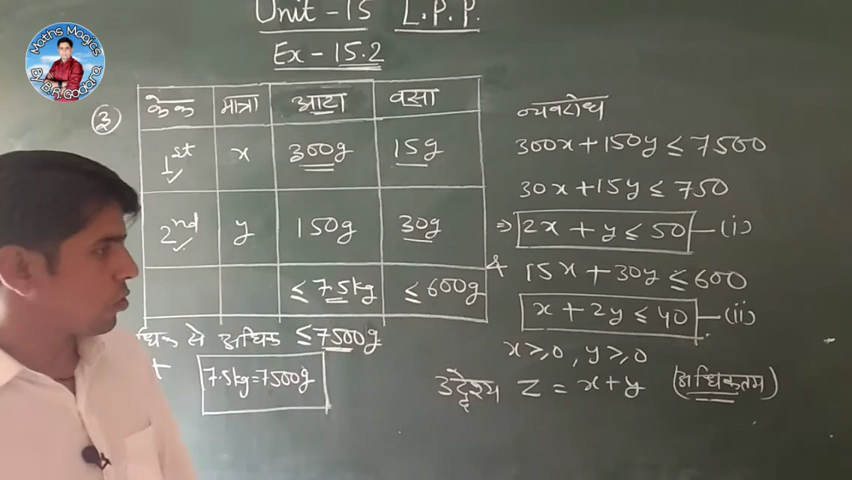 Maths Magics
By B.R. Godara
Unit - 15 L.P.P.
Ex - 15.2
③
केक मात्रा आटा वसा
1st x 300g 15g
2nd y 150g 30g
≤ 7.5kg ≤ 600g
धिक से अधिक ≤ 7500g
7.5kg = 7500g
व्यवरोध
300x + 150y ≤ 7500
30x + 15y ≤ 750
⇒ 2x + y ≤ 50 — (i)
& 15x + 30y ≤ 600
x + 2y ≤ 40 — (ii)
x ≥ 0, y ≥ 0
उद्देश्य Z = x + y (अधिकतम)